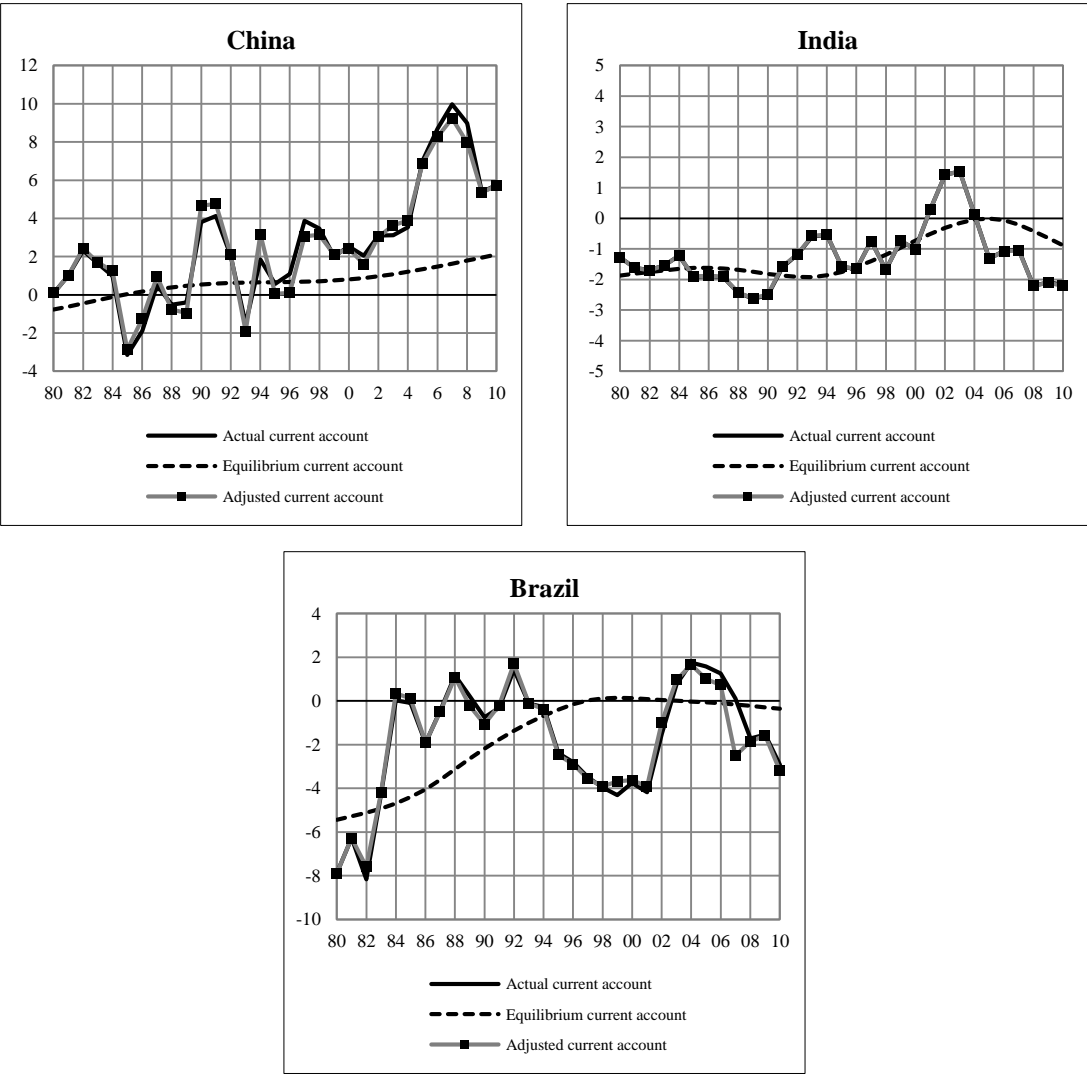 China
12
10
8
6
4
2
0
-2
-4
80 82 84 86 88 90 92 94 96 98 0 2 4 6 8 10
Actual current account
Equilibrium current account
Adjusted current account
India
5
4
3
2
1
0
-1
-2
-3
-4
-5
80 82 84 86 88 90 92 94 96 98 00 02 04 06 08 10
Actual current account
Equilibrium current account
Adjusted current account
Brazil
4
2
0
-2
-4
-6
-8
-10
80 82 84 86 88 90 92 94 96 98 00 02 04 06 08 10
Actual current account
Equilibrium current account
Adjusted current account